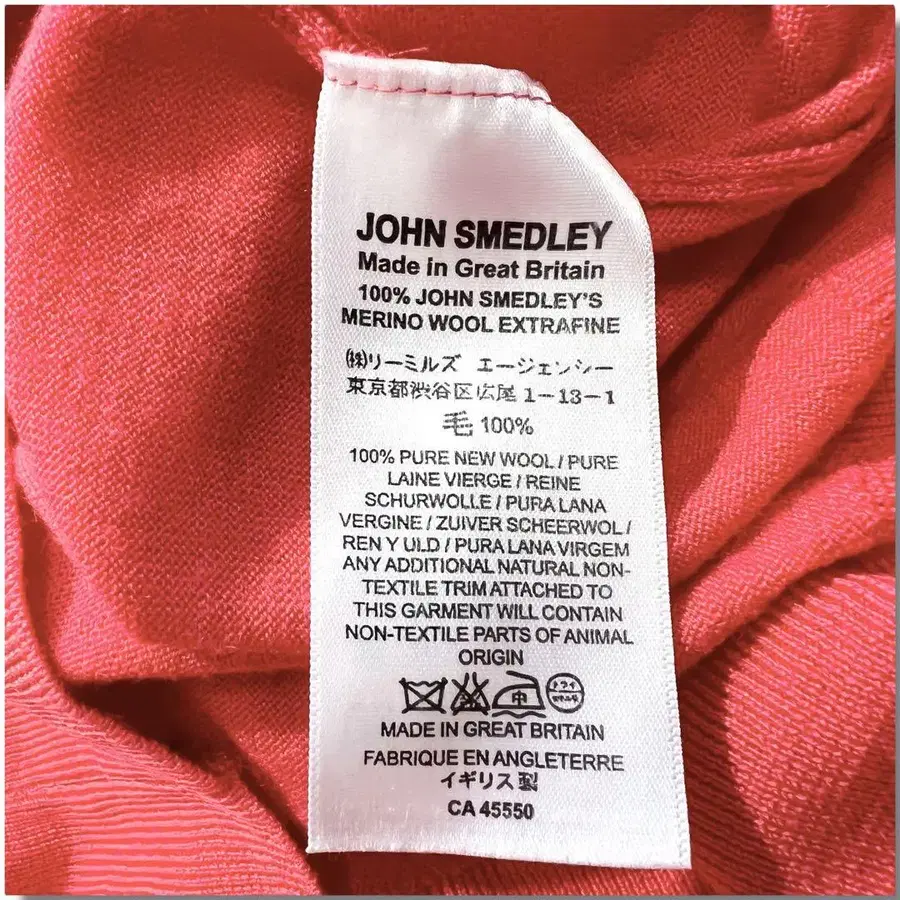 JOHN SMEDLEY
Made in Great Britain
100% JOHN SMEDLEY'S
MERINO WOOL EXTRAFINE
㈱リーミルズ エージェンシー
東京都渋谷区広尾 1-13-1
毛 100%
100% PURE NEW WOOL / PURE
LAINE VIERGE / REINE
SCHURWOLLE / PURA LANA
VERGINE / ZUIVER SCHEERWOL /
REN Y ULD / PURA LANA VIRGEM
ANY ADDITIONAL NATURAL NON-
TEXTILE TRIM ATTACHED TO
THIS GARMENT WILL CONTAIN
NON-TEXTILE PARTS OF ANIMAL
ORIGIN
中 ドライ
MADE IN GREAT BRITAIN
FABRIQUE EN ANGLETERRE
イギリス製
CA 45550